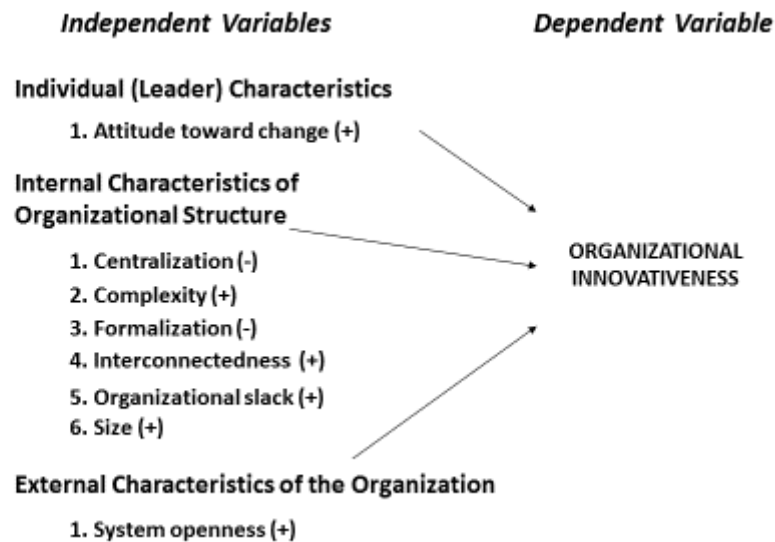 Independent Variables
Dependent Variable
Individual (Leader) Characteristics
1. Attitude toward change (+)
Internal Characteristics of
Organizational Structure
1. Centralization (-)
2. Complexity (+)
3. Formalization (-)
4. Interconnectedness (+)
5. Organizational slack (+)
6. Size (+)
ORGANIZATIONAL
INNOVATIVENESS
External Characteristics of the Organization
1. System openness (+)